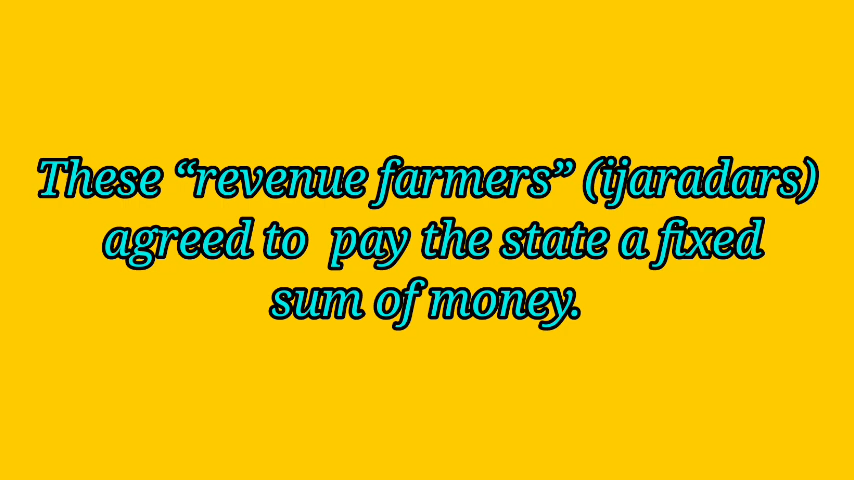 These “revenue farmers” (ijaradars)
agreed to  pay the state a fixed
sum of money.